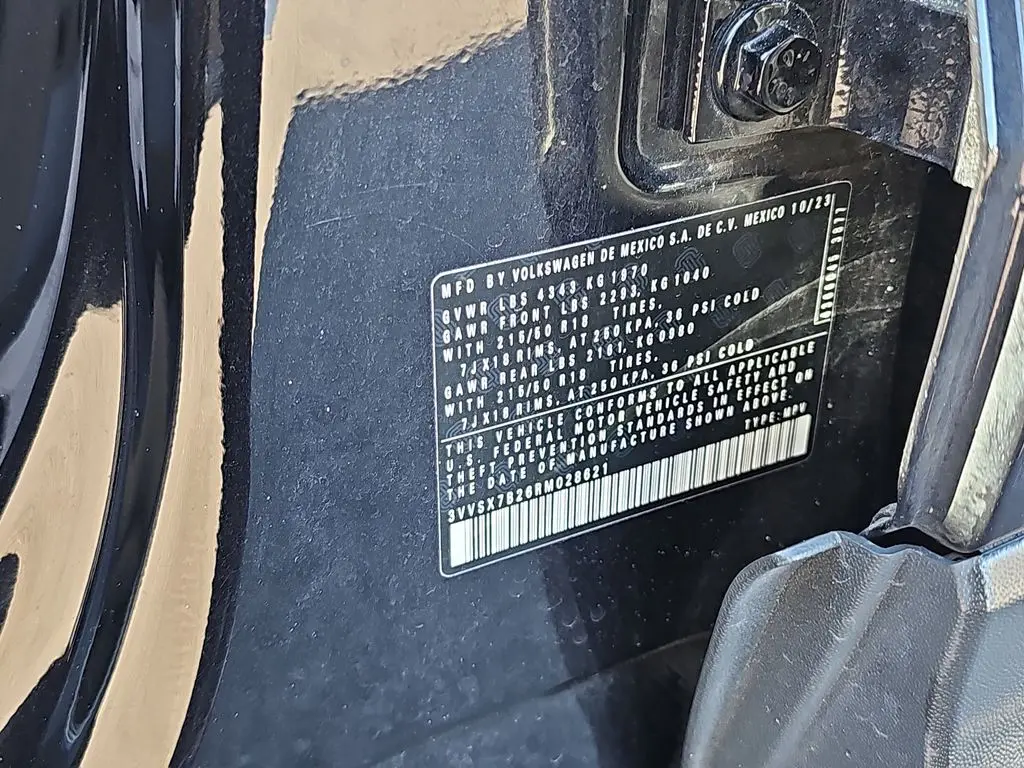 MFD BY VOLKSWAGEN DE MEXICO S.A. DE C.V. MEXICO 10/23
GVWR LBS 4343 KG 1970
GAWR FRONT LBS 2293, KG 1040
WITH 215/50 R18 TIRES,
7JX18 RIMS, AT 250 KPA, 36 PSI COLD
GAWR REAR LBS 2161, KG 0980
WITH 215/50 R18 TIRES,
7JX18 RIMS, AT 250 KPA, 36 PSI COLD
THIS VEHICLE CONFORMS TO ALL APPLICABLE
U.S. FEDERAL MOTOR VEHICLE SAFETY AND
THEFT PREVENTION STANDARDS IN EFFECT ON
THE DATE OF MANUFACTURE SHOWN ABOVE.
TYPE: MPV